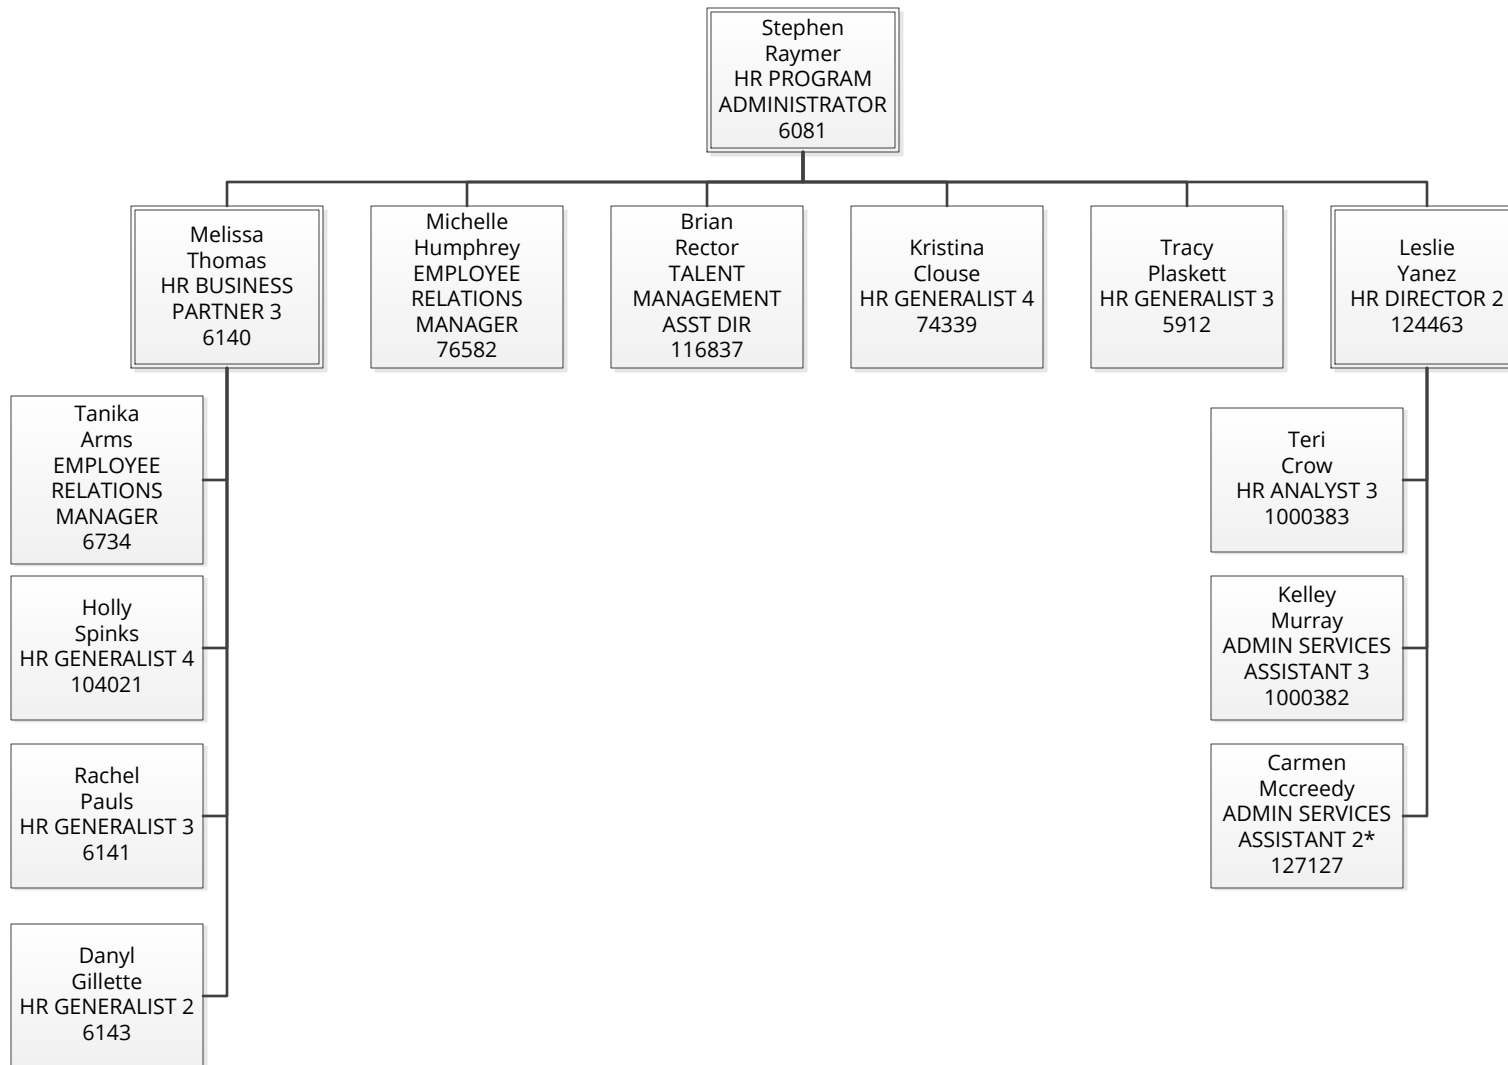 Stephen
Raymer
HR PROGRAM
ADMINISTRATOR
6081
Melissa
Thomas
HR BUSINESS
PARTNER 3
6140
Michelle
Humphrey
EMPLOYEE
RELATIONS
MANAGER
76582
Brian
Rector
TALENT
MANAGEMENT
ASST DIR
116837
Kristina
Clouse
HR GENERALIST 4
74339
Tracy
Plaskett
HR GENERALIST 3
5912
Leslie
Yanez
HR DIRECTOR 2
124463
Tanika
Arms
EMPLOYEE
RELATIONS
MANAGER
6734
Holly
Spinks
HR GENERALIST 4
104021
Rachel
Pauls
HR GENERALIST 3
6141
Danyl
Gillette
HR GENERALIST 2
6143
Teri
Crow
HR ANALYST 3
1000383
Kelley
Murray
ADMIN SERVICES
ASSISTANT 3
1000382
Carmen
Mccreedy
ADMIN SERVICES
ASSISTANT 2*
127127